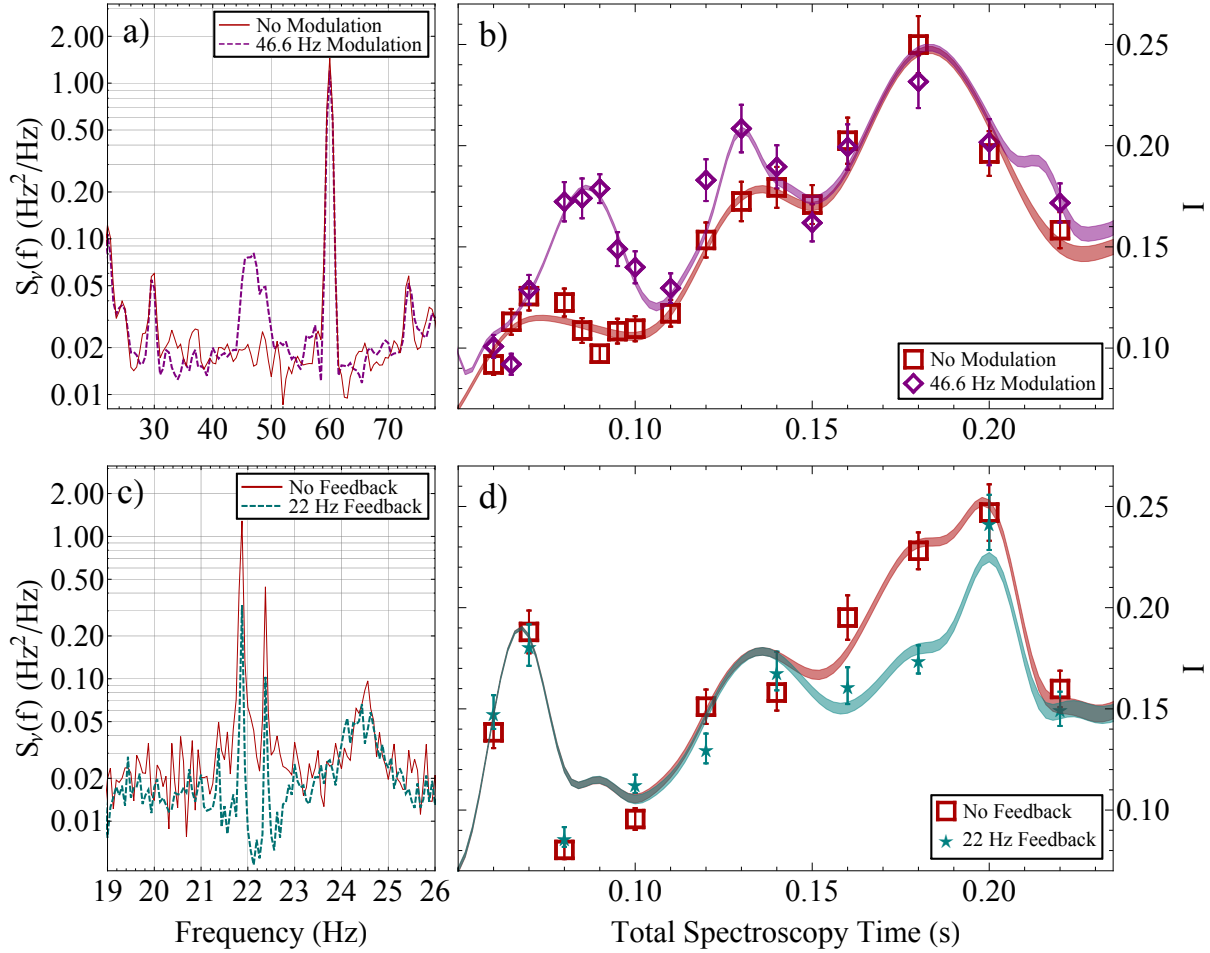 a)
No Modulation
46.6 Hz Modulation
2.00
1.00
0.50
0.20
0.10
0.05
0.02
0.01
S_ν(f) (Hz²/Hz)
30 40 50 60 70
b)
No Modulation
46.6 Hz Modulation
0.10 0.15 0.20
0.25
0.20
0.15
0.10
I
c)
No Feedback
22 Hz Feedback
2.00
1.00
0.50
0.20
0.10
0.05
0.02
0.01
S_ν(f) (Hz²/Hz)
19 20 21 22 23 24 25 26
Frequency (Hz)
d)
No Feedback
22 Hz Feedback
0.25
0.20
0.15
0.10
I
0.10 0.15 0.20
Total Spectroscopy Time (s)